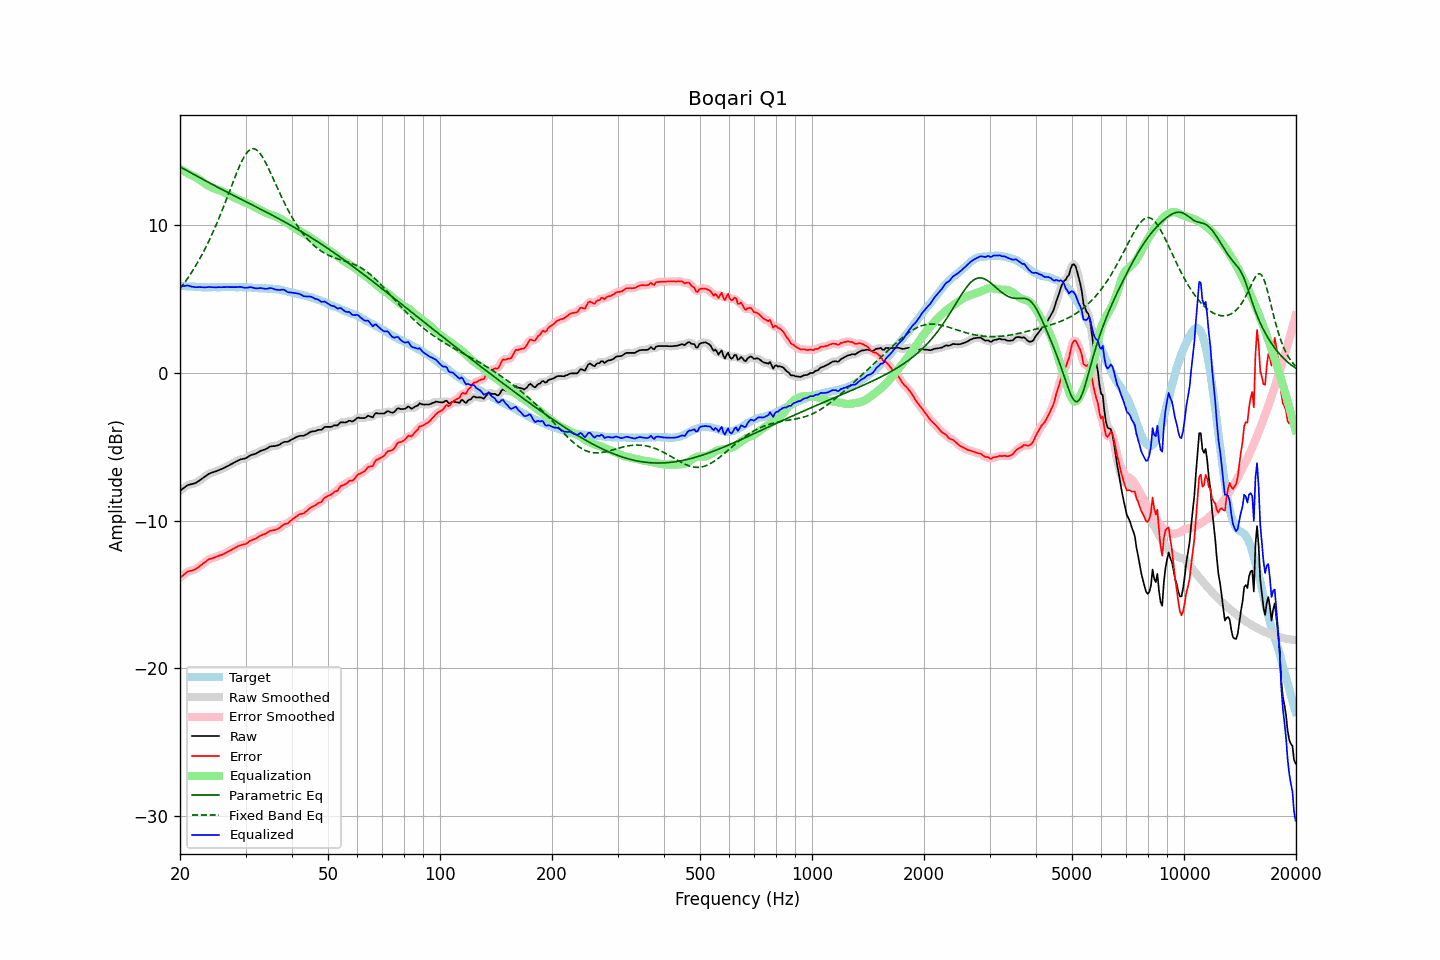 Boqari Q1
Amplitude (dBr)
10
0
−10
−20
−30
Target
Raw Smoothed
Error Smoothed
Raw
Error
Equalization
Parametric Eq
Fixed Band Eq
Equalized
20 50 100 200 500 1000 2000 5000 10000 20000
Frequency (Hz)